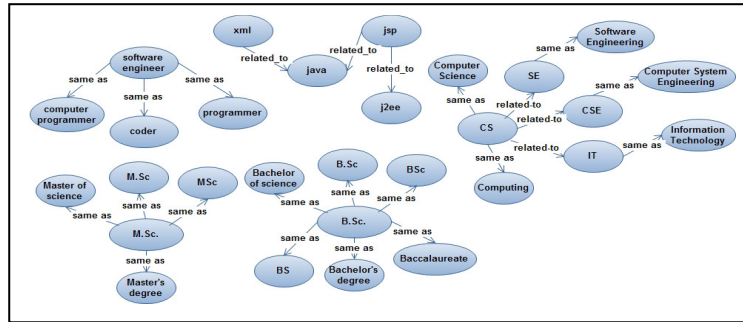 xml
jsp
Software
Engineering
software
engineer
same as
same as
related_to
related_to
related_to
java
Computer
Science
SE
same as
Computer System
Engineering
same as
same as
computer
programmer
same as
coder
programmer
j2ee
same as
related-to
related-to
CSE
CS
related-to
Information
Technology
IT
same as
same as
Computing
M.Sc
MSc
Master of
science
same as
same as
same as
M.Sc.
same as
Master's
degree
Bachelor
of science
B.Sc
BSc
same as
same as
same as
B.Sc.
same as
same as
same as
BS
Bachelor's
degree
Baccalaureate